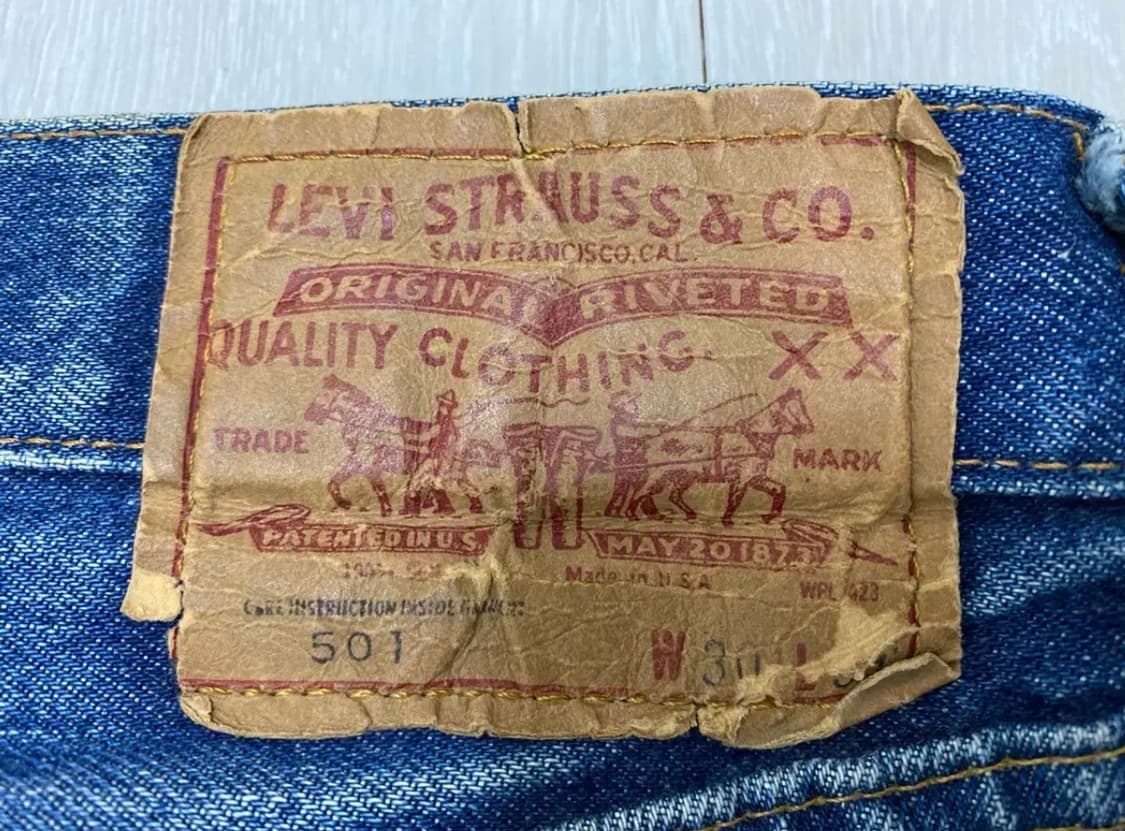 LEVI STRAUSS & CO.
SAN FRANCISCO, CAL.
ORIGINAL RIVETED
QUALITY CLOTHING. XX
TRADE MARK
PATENTED IN U.S. MAY 20 1873
Made in U S A WPL 423
CARE INSTRUCTION INSIDE GARMENT
501 W 30 L